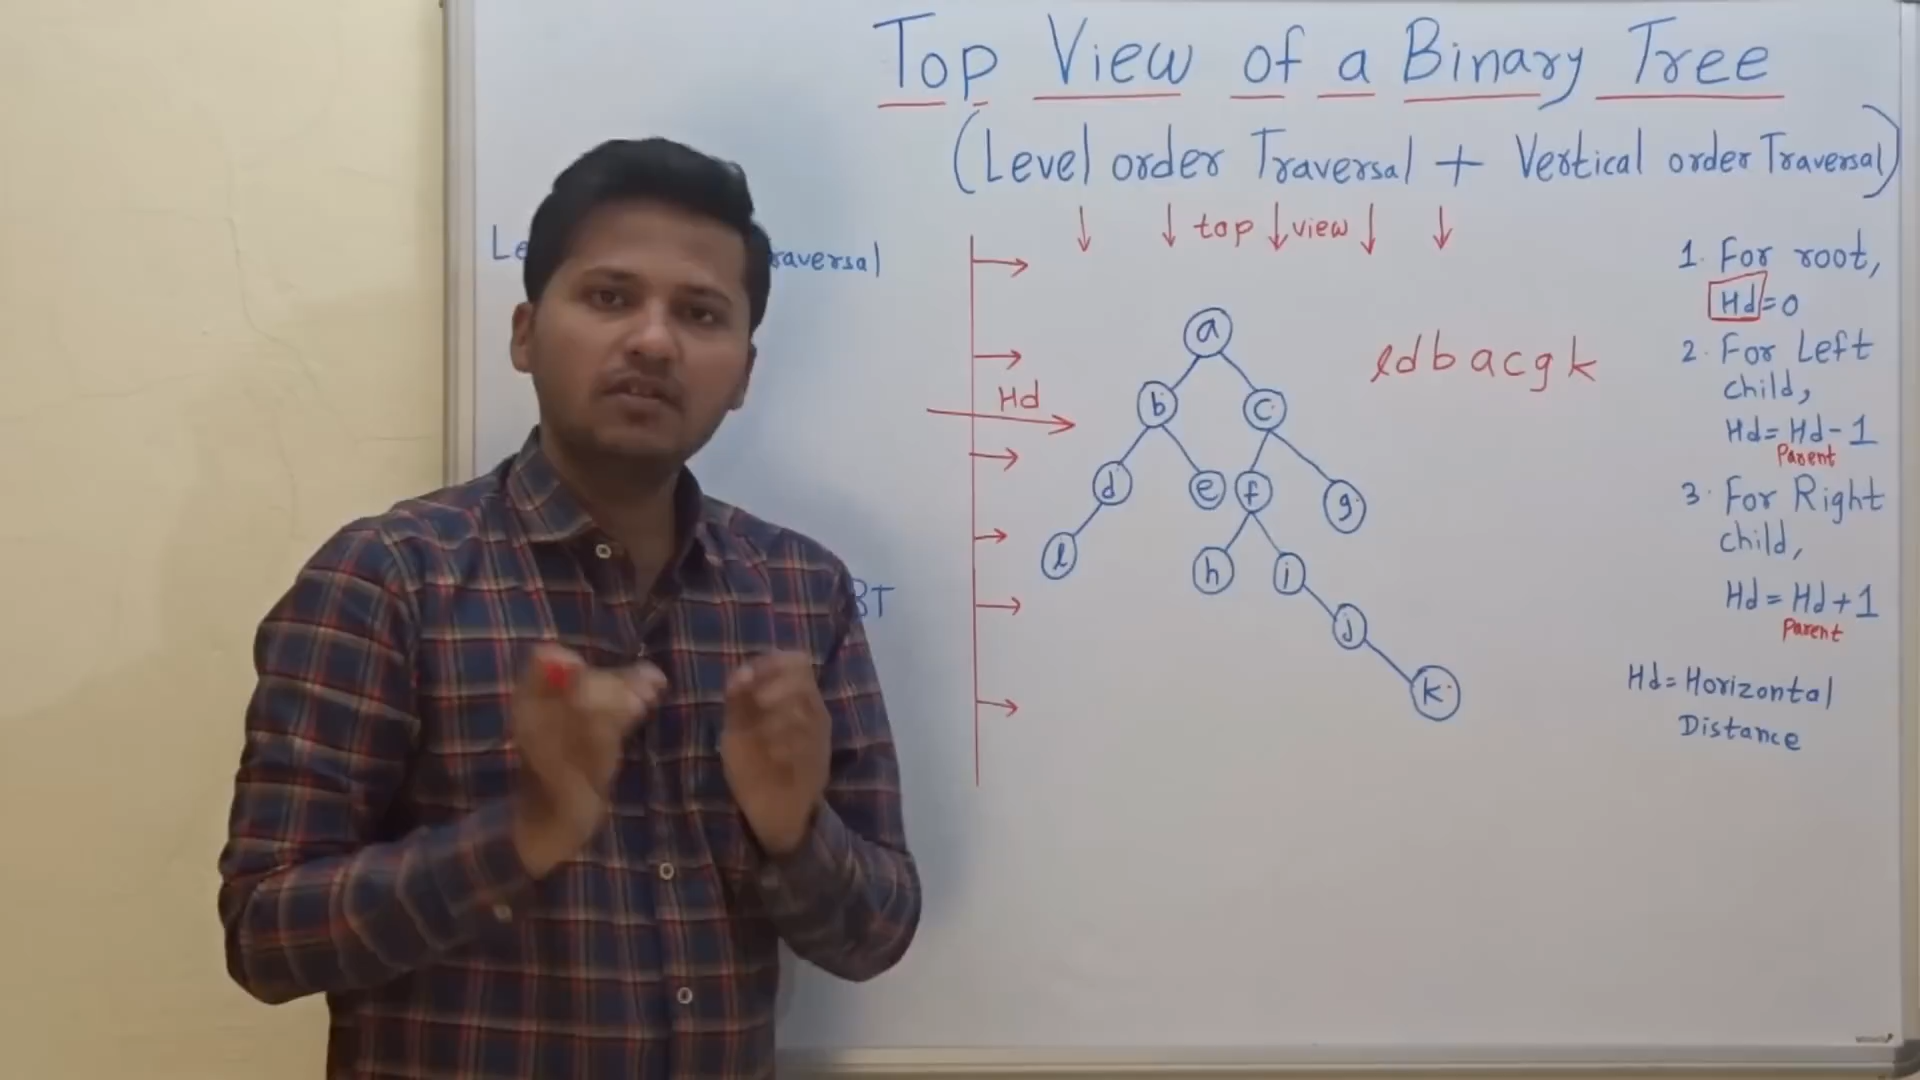 Top View of a Binary Tree
(Level order Traversal + Vertical order Traversal)
top view
Le
raversal
1. For root,
Hd=0
Hd
a
l d b a c g k
2. For Left
child,
Hd=Hd-1
Parent
b
c
d
e
f
g
3. For Right
child,
l
h
i
BT
Hd=Hd+1
Parent
j
k
Hd=Horizontal
Distance